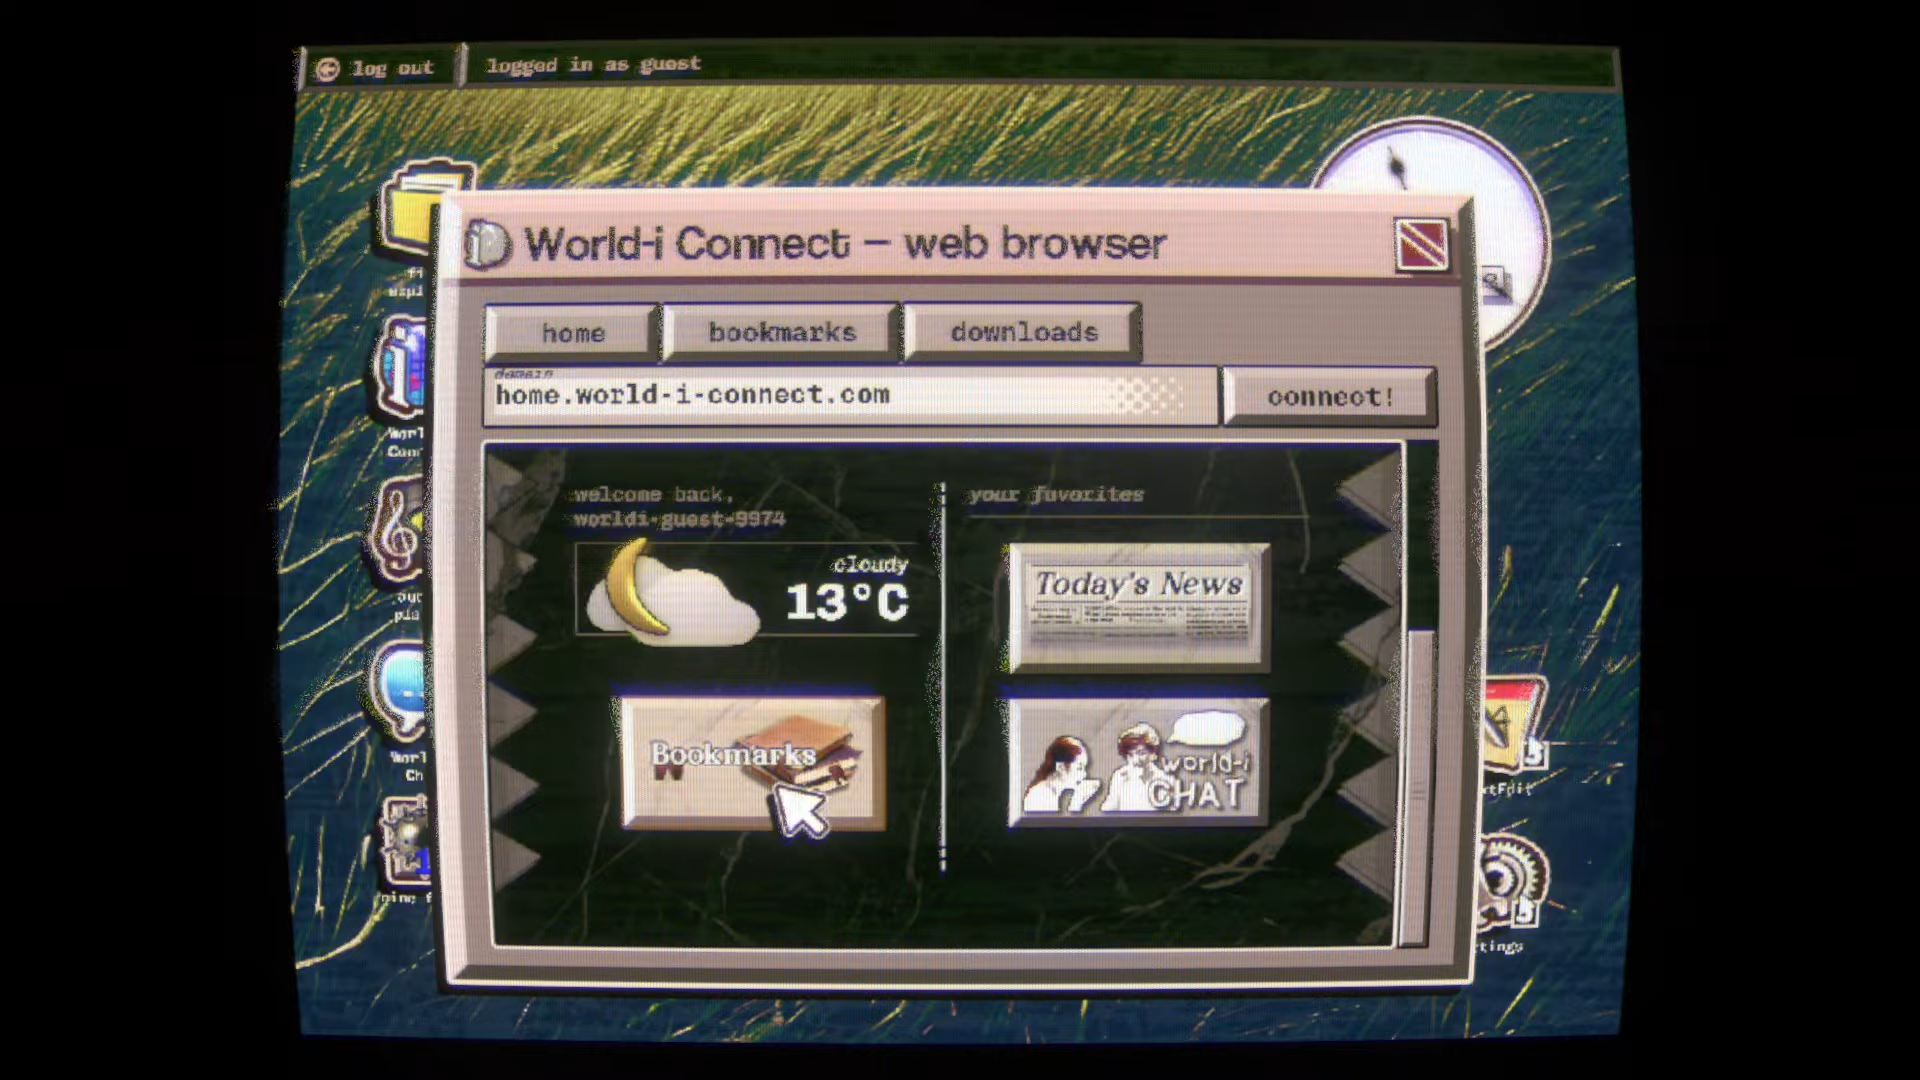 log out
logged in as guest
World-i Connect – web browser
home
bookmarks
downloads
domain
home.world-i-connect.com
connect!
welcome back,
worldi-guest-9974
your favorites
cloudy
13°C
Today's News
Bookmarks
world-i
CHAT